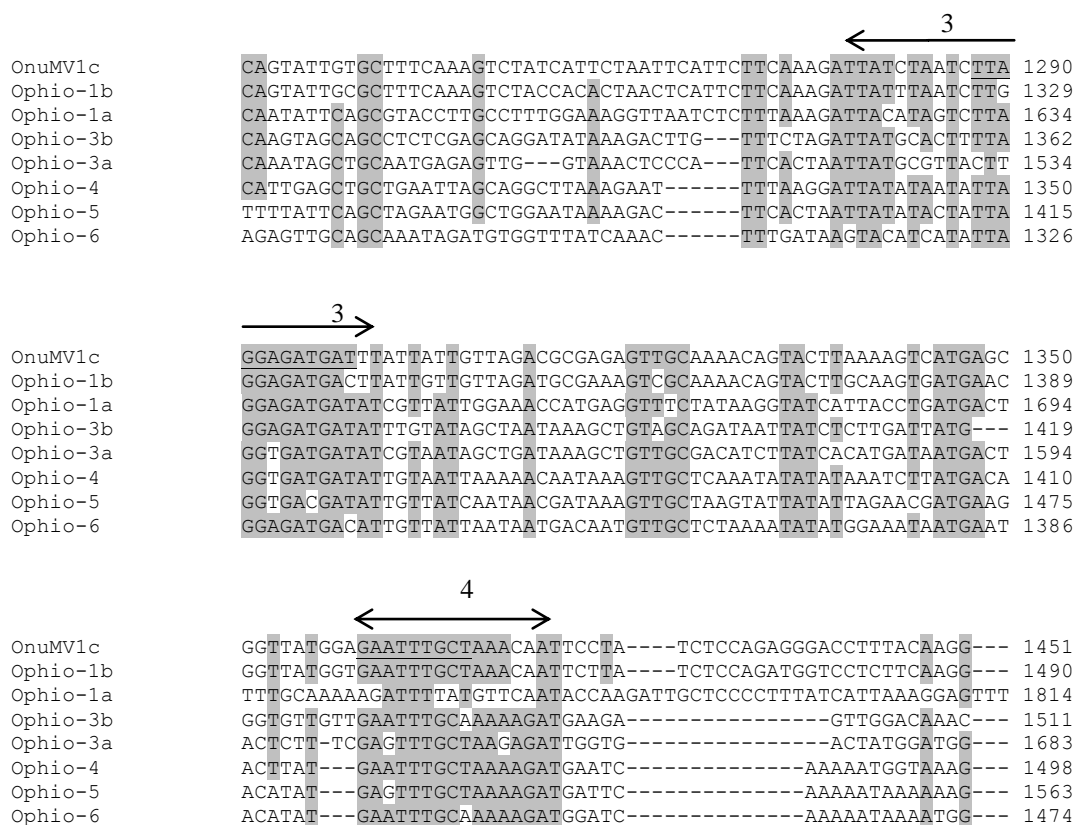 3
OnuMV1c CAGTATTGTGCTTTCAAAGTCTATCATTCTAATTCATTCTTCAAAGATTATCTAATCTTA 1290
Ophio-1b CAGTATTGCGCTTTCAAAGTCTACCACACTAACTCATTCTTCAAAGATTATTTAATCTTG 1329
Ophio-1a CAATATTCAGCGTACCTTGCCTTTGGAAAGGTTAATCTCTTTAAAGATTACATAGTCTTA 1634
Ophio-3b CAAGTAGCAGCCTCTCGAGCAGGATATAAAGACTTG---TTTCTAGATTATGCACTTTTA 1362
Ophio-3a CAAATAGCTGCAATGAGAGTTG---GTAAACTCCCA---TTCACTAATTATGCGTTACTT 1534
Ophio-4 CATTGAGCTGCTGAATTAGCAGGCTTAAAGAAT------TTTAAGGATTATATAATATTA 1350
Ophio-5 TTTTATTCAGCTAGAATGGCTGGAATAAAAGAC------TTCACTAATTATATACTATTA 1415
Ophio-6 AGAGTTGCAGCAAATAGATGTGGTTTATCAAAC------TTTGATAAGTACATCATATTA 1326
3
OnuMV1c GGAGATGATTTATTATTGTTAGACGCGAGAGTTGCAAAACAGTACTTAAAAGTCATGAGC 1350
Ophio-1b GGAGATGACTTATTGTTGTTAGATGCGAAAGTCGCAAAACAGTACTTGCAAGTGATGAAC 1389
Ophio-1a GGAGATGATATCGTTATTGGAAACCATGAGGTTTCTATAAGGTATCATTACCTGATGACT 1694
Ophio-3b GGAGATGATATTTGTATAGCTAATAAAGCTGTAGCAGATAATTATCTCTTGATTATG--- 1419
Ophio-3a GGTGATGATATCGTAATAGCTGATAAAGCTGTTGCGACATCTTATCACATGATAATGACT 1594
Ophio-4 GGTGATGATATTGTAATTAAAAACAATAAAGTTGCTCAAATATATATAAATCTTATGACA 1410
Ophio-5 GGTGACGATATTGTTATCAATAACGATAAAGTTGCTAAGTATTATATTAGAACGATGAAG 1475
Ophio-6 GGAGATGACATTGTTATTAATAATGACAATGTTGCTCTAAAATATATGGAAATAATGAAT 1386
4
OnuMV1c GGTTATGGAGAATTTGCTAAACAATTCCTA----TCTCCAGAGGGACCTTTACAAGG--- 1451
Ophio-1b GGTTATGGTGAATTTGCTAAACAATTCTTA----TCTCCAGATGGTCCTCTTCAAGG--- 1490
Ophio-1a TTTGCAAAAAGATTTTATGTTCAATACCAAGATTGCTCCCCTTTATCATTAAAGGAGTTT 1814
Ophio-3b GGTGTTGTTGAATTTGCAAAAAGATGAAGA----------------GTTGGACAAAC--- 1511
Ophio-3a ACTCTT-TCGAGTTTGCTAAGAGATTGGTG----------------ACTATGGATGG--- 1683
Ophio-4 ACTTAT---GAATTTGCTAAAAGATGAATC--------------AAAAATGGTAAAG--- 1498
Ophio-5 ACATAT---GAGTTTGCTAAAAGATGATTC--------------AAAAATAAAAAAG--- 1563
Ophio-6 ACATAT---GAATTTGCAAAAAGATGGATC--------------AAAAATAAAATGG--- 1474